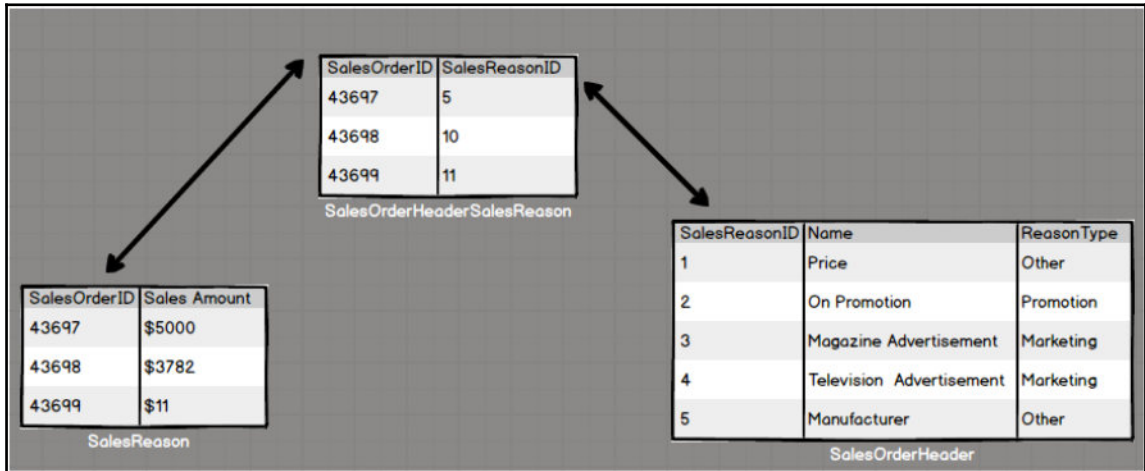 SalesOrderID SalesReasonID
43697 5
43698 10
43699 11
SalesOrderHeaderSalesReason
SalesOrderID Sales Amount
43697 $5000
43698 $3782
43699 $11
SalesReason
SalesReasonID Name ReasonType
1 Price Other
2 On Promotion Promotion
3 Magazine Advertisement Marketing
4 Television Advertisement Marketing
5 Manufacturer Other
SalesOrderHeader